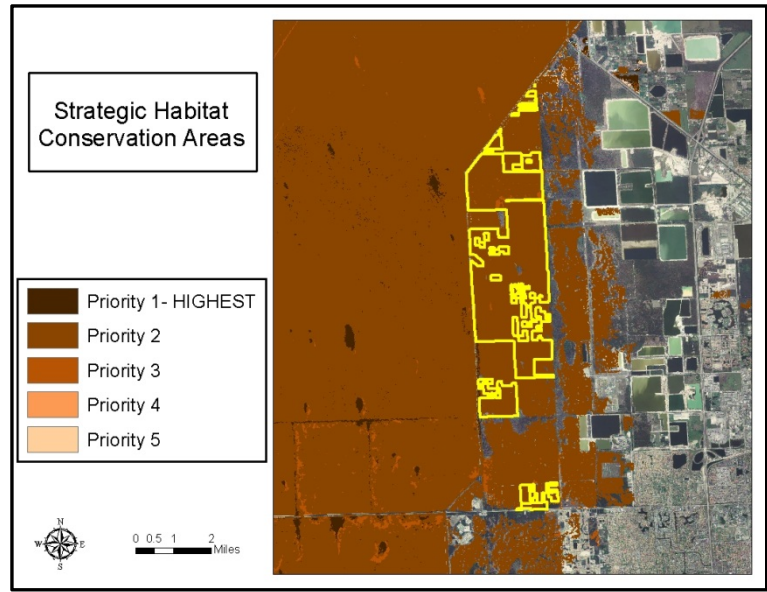 Strategic Habitat
Conservation Areas
Priority 1- HIGHEST
Priority 2
Priority 3
Priority 4
Priority 5
N
W E
S
0 0.5 1 2
Miles